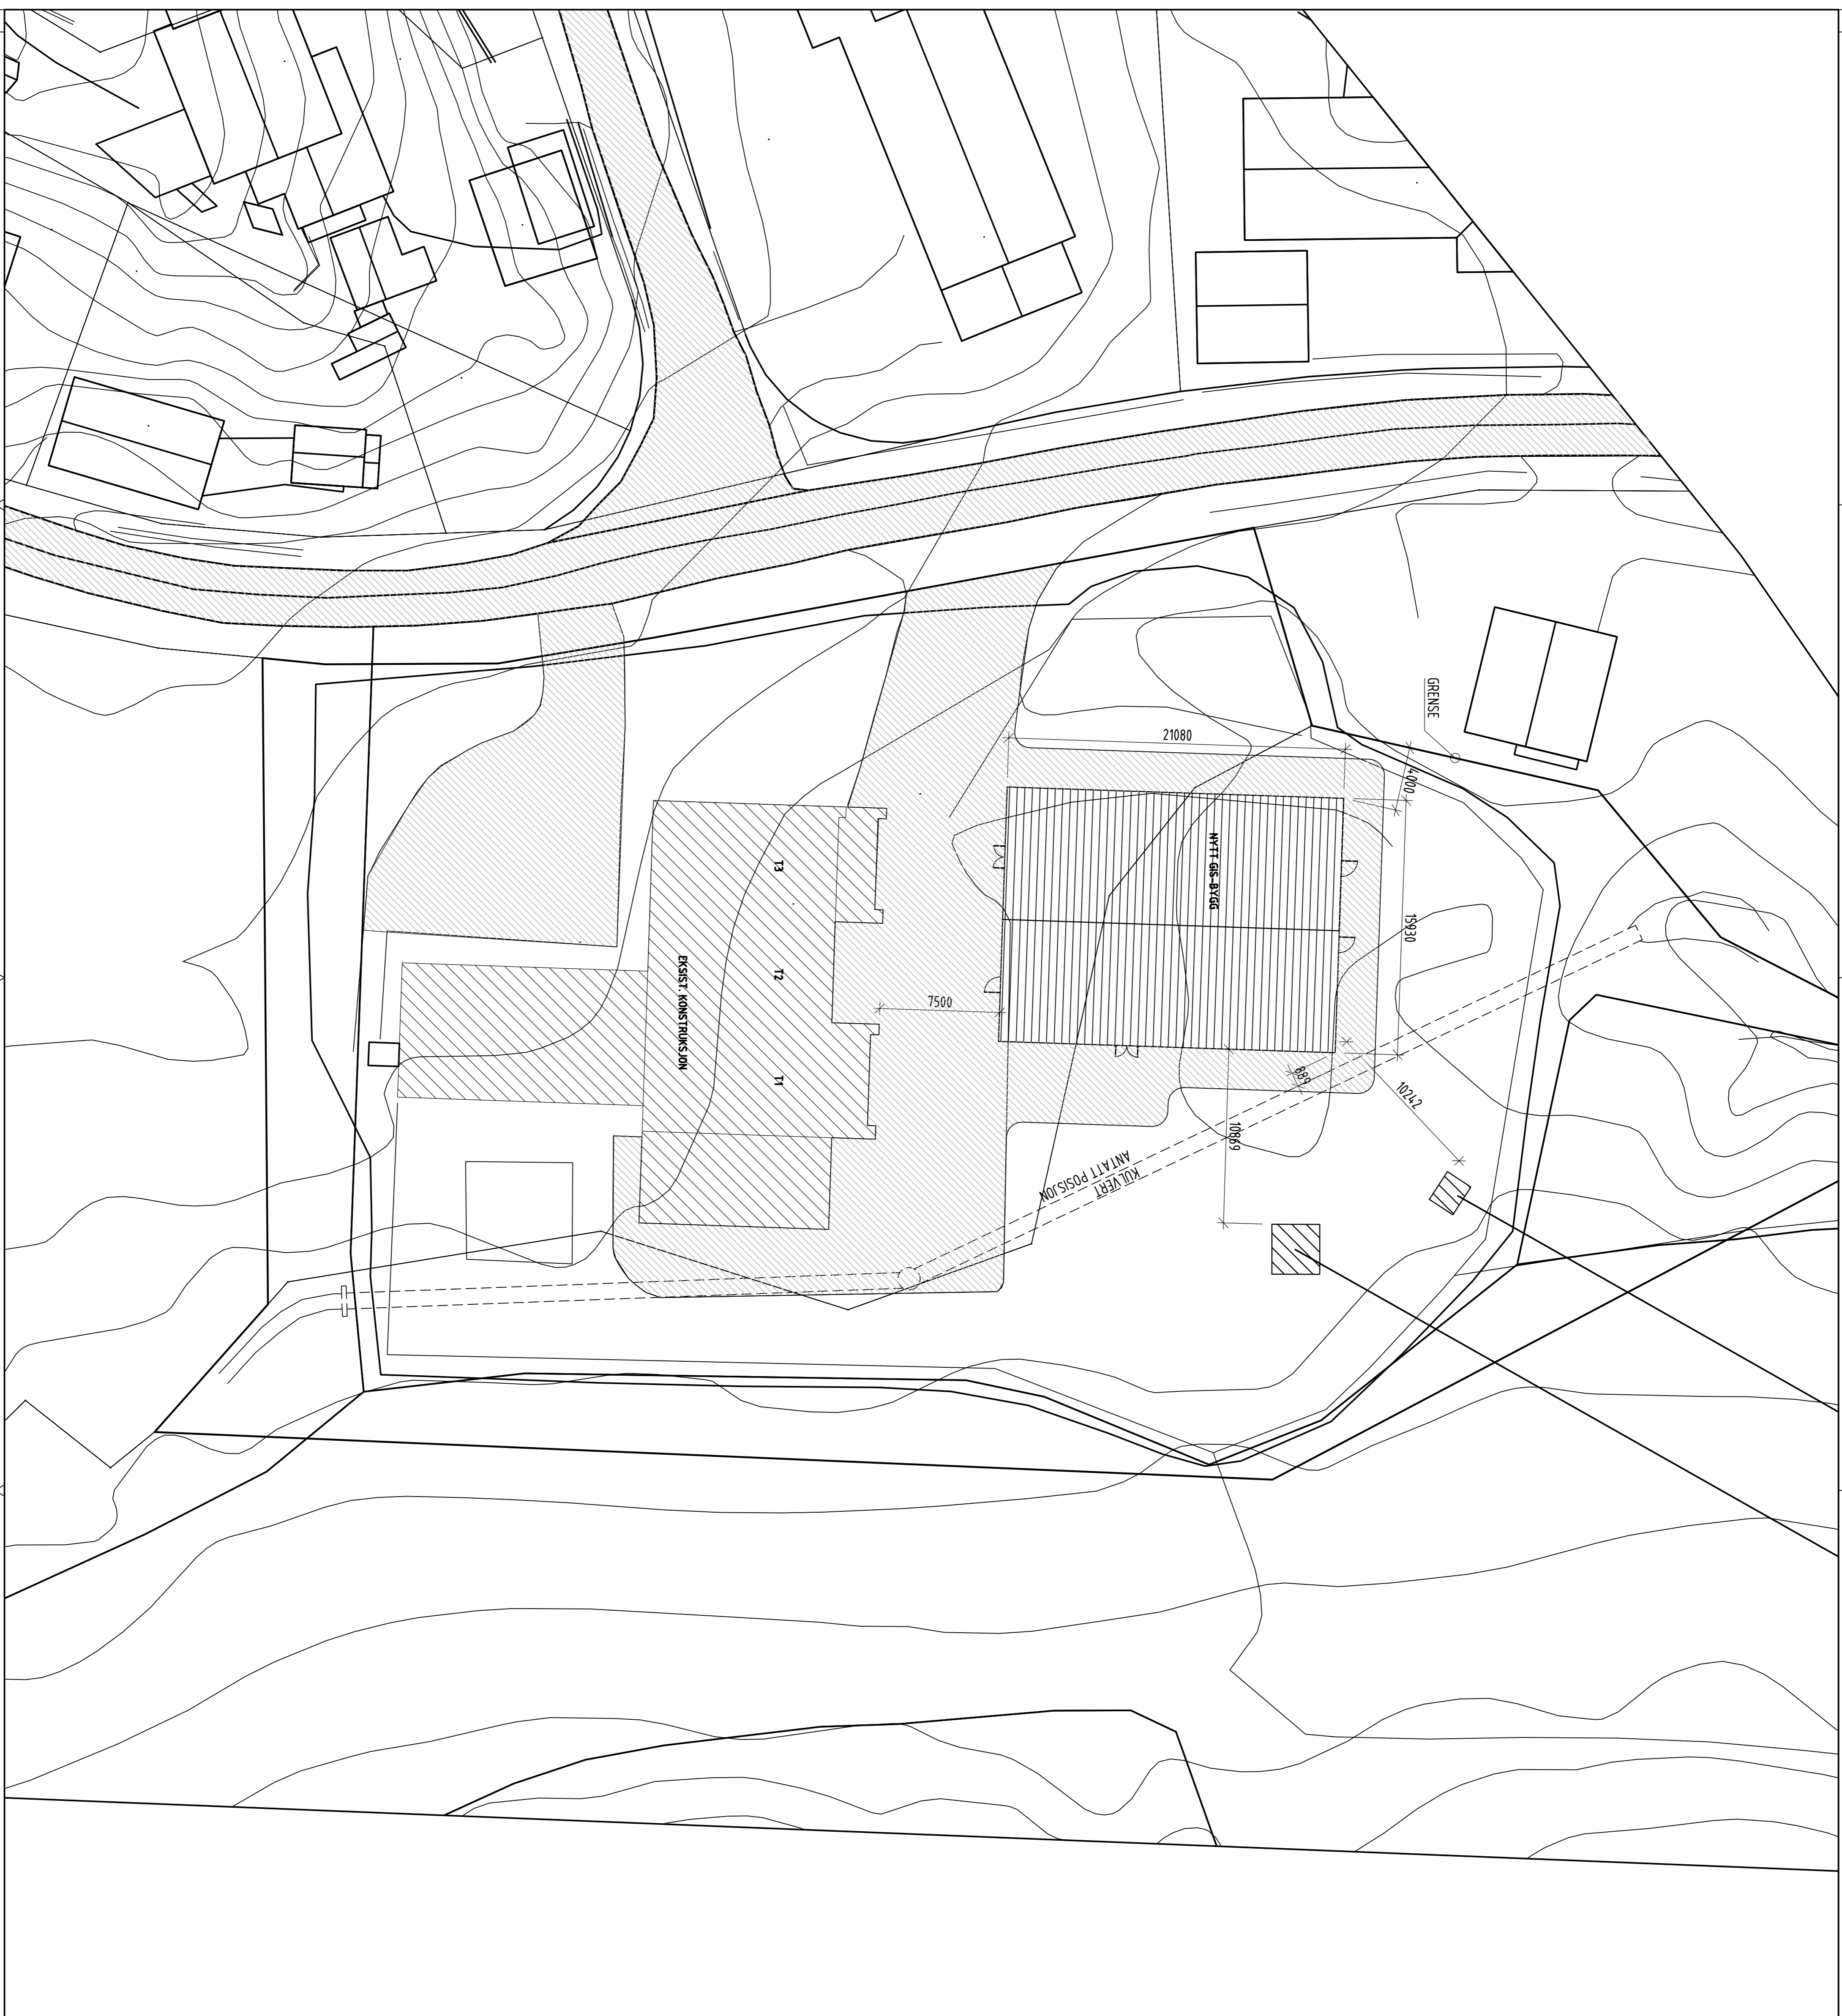 GRENSE
21080
4000
NYTT GIS-BYGG
T3
15930
EKSIST. KONSTRUKSJON
T2
7500
T1
889
10242
10869
KULVERT
ANTATT POSISJON